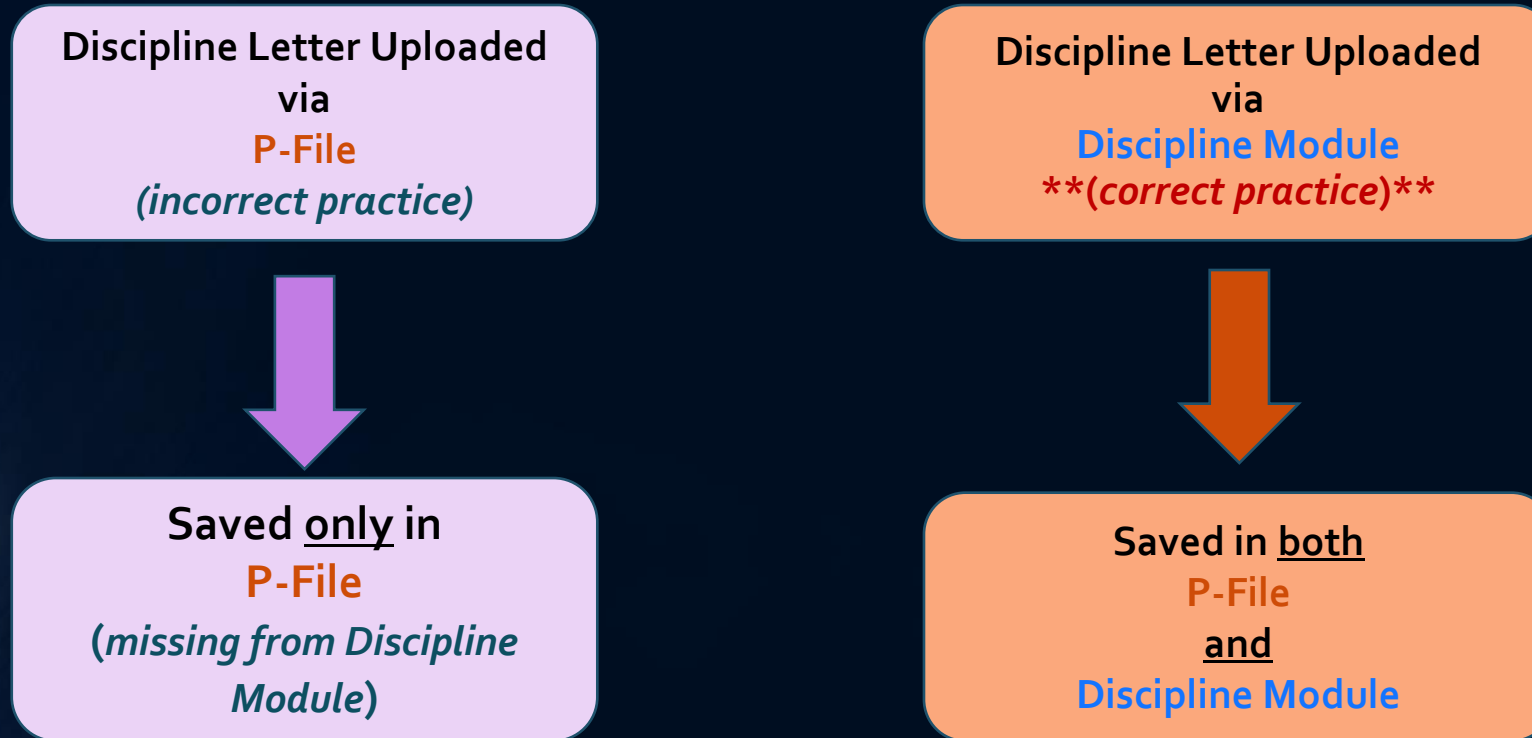 Discipline Letter Uploaded
via
P-File
(incorrect practice)
Saved only in
P-File
(missing from Discipline
Module)
Discipline Letter Uploaded
via
Discipline Module
**(correct practice)**
Saved in both
P-File
and
Discipline Module